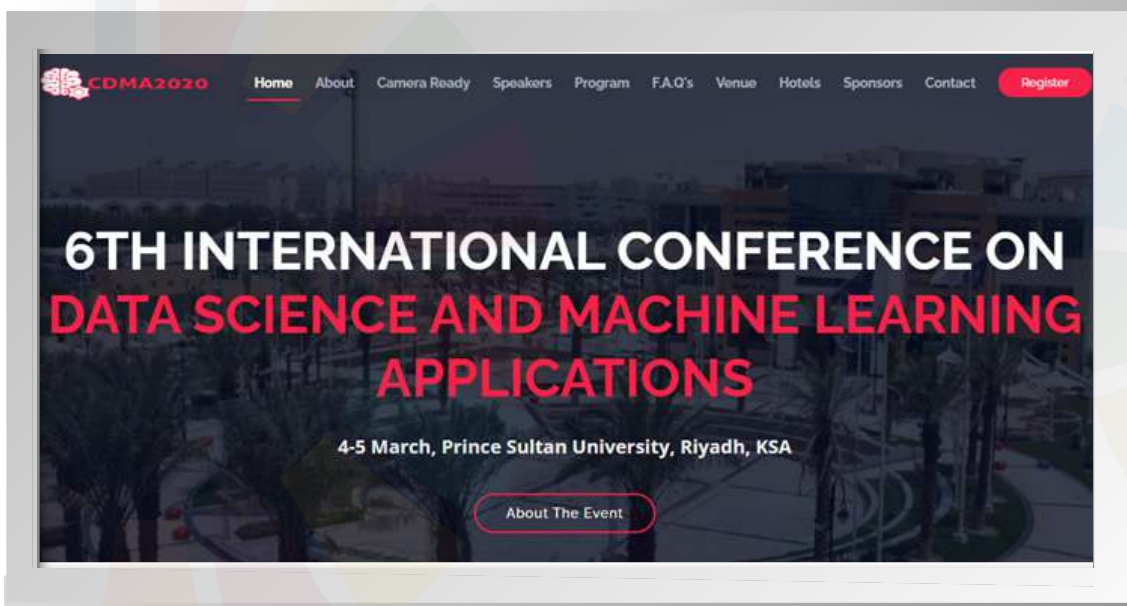 CDMA2020 Home About Camera Ready Speakers Program F.A.Q's Venue Hotels Sponsors Contact Register
6TH INTERNATIONAL CONFERENCE ON
DATA SCIENCE AND MACHINE LEARNING
APPLICATIONS
4-5 March, Prince Sultan University, Riyadh, KSA
About The Event